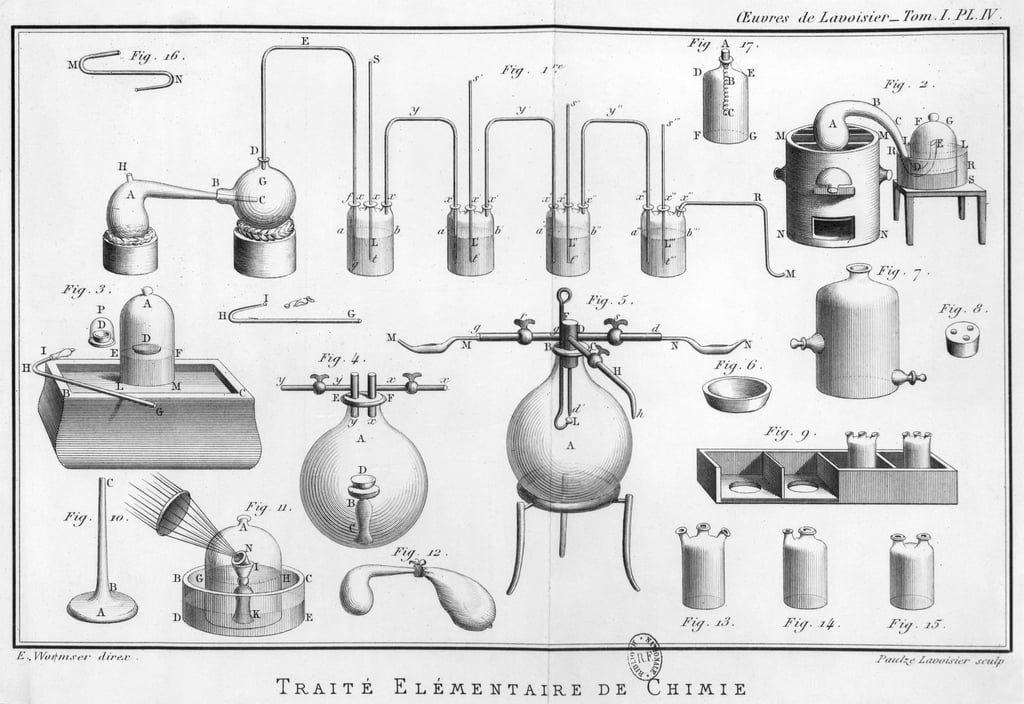 Œuvres de Lavoisier _ Tom. I. PL. IV.
Fig. 16.
M
N
E
S
s'
Fig. 1re
s''
s'''
y
y'
y''
Fig. 17.
A
D E
B
C
F G
Fig. 2.
A
B
C F G
L E L
D
R R
S
M M
N N
H
A
B
D
G
C
f x x
a b
L
g t
R
M
Fig. 3.
A
P
D
D
E F
I
H
B L M C
G
I
H G
Fig. 4.
y y x x
E F
y x
A
D
B
C
Fig. 5.
M M g f
F
s d N N
B
H
h
d
L
A
Fig. 6.
Fig. 7.
Fig. 8.
Fig. 9.
Fig. 10.
C
B
A
Fig. 11.
A
N
I
B G H C
D K E
Fig. 12.
Fig. 13.
Fig. 14.
Fig. 15.
E. Wormser direx.
RF
Paulze Lavoisier sculp
TRAITÉ ELÉMENTAIRE DE CHIMIE